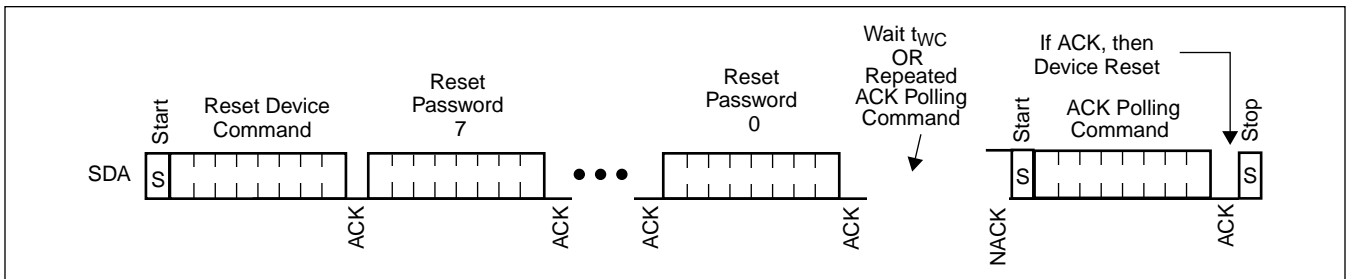 Wait tWC
OR
Repeated
ACK Polling
Command
If ACK, then
Device Reset
Reset
Password
7
Reset
Password
0
Start
Reset Device
Command
Start
ACK Polling
Command
Stop
SDA
S
S
S
ACK
ACK
ACK
ACK
NACK
ACK